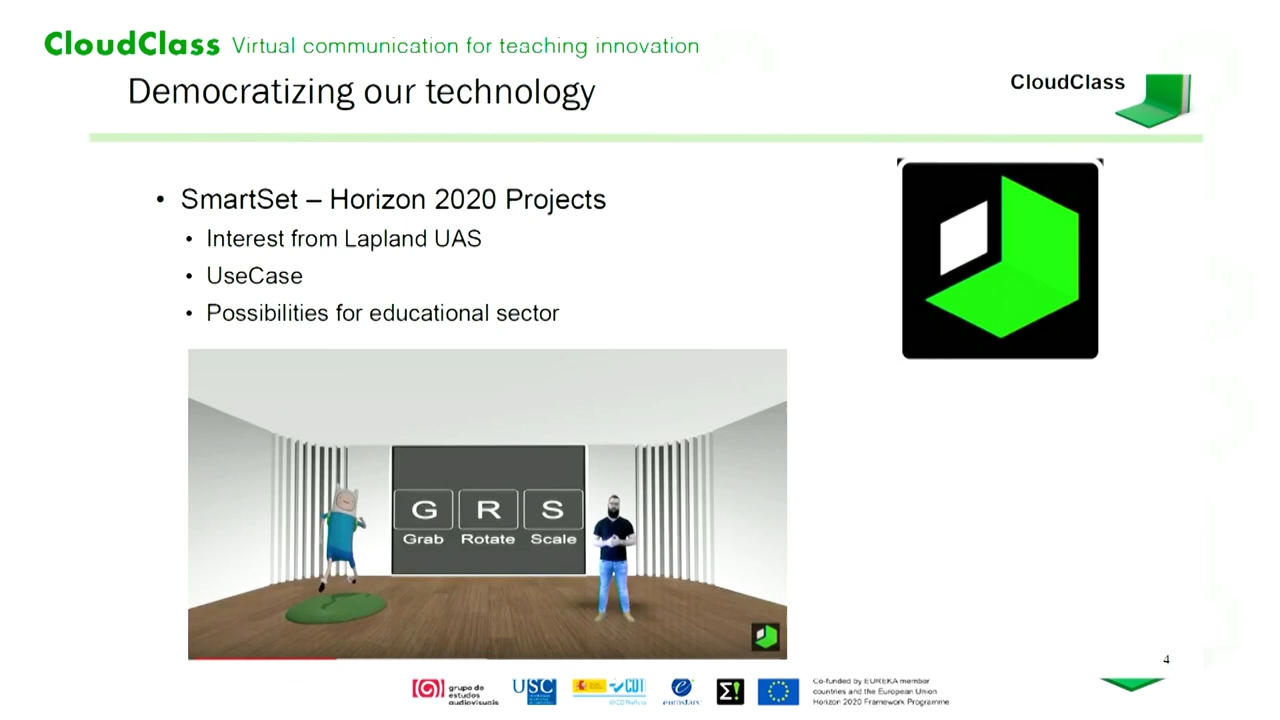 CloudClass Virtual communication for teaching innovation
Democratizing our technology
CloudClass
• SmartSet – Horizon 2020 Projects
• Interest from Lapland UAS
• UseCase
• Possibilities for educational sector
G R S
Grab Rotate Scale
4
grupo de
estudos
audiovisuais
USC
CDTI
eurostars
Σ!
Co-funded by EUREKA member
countries and the European Union
Horizon 2020 Framework Programme